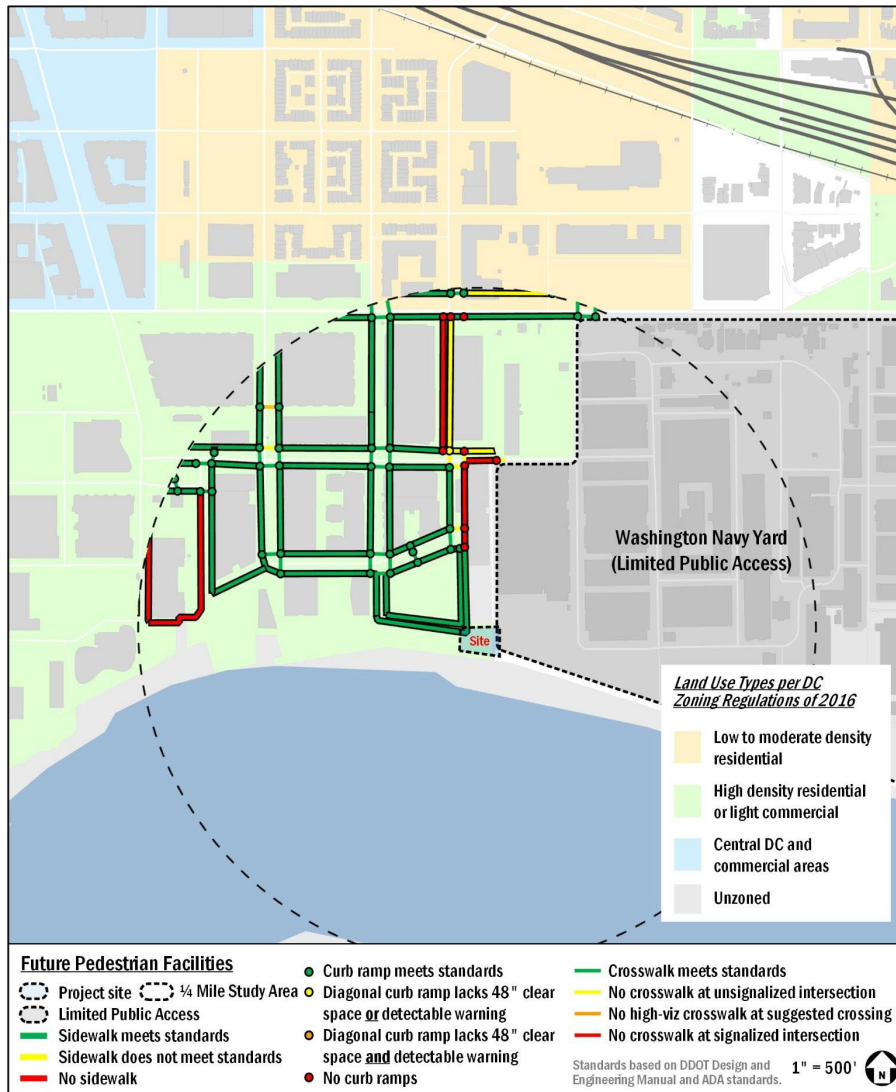 Washington Navy Yard
(Limited Public Access)
Site
Land Use Types per DC
Zoning Regulations of 2016
Low to moderate density
residential
High density residential
or light commercial
Central DC and
commercial areas
Unzoned
Future Pedestrian Facilities
Project site
¼ Mile Study Area
Limited Public Access
Sidewalk meets standards
Sidewalk does not meet standards
No sidewalk
Curb ramp meets standards
Diagonal curb ramp lacks 48" clear
space or detectable warning
Diagonal curb ramp lacks 48" clear
space and detectable warning
No curb ramps
Crosswalk meets standards
No crosswalk at unsignalized intersection
No high-viz crosswalk at suggested crossing
No crosswalk at signalized intersection
Standards based on DDOT Design and
Engineering Manual and ADA standards.
1" = 500'
N